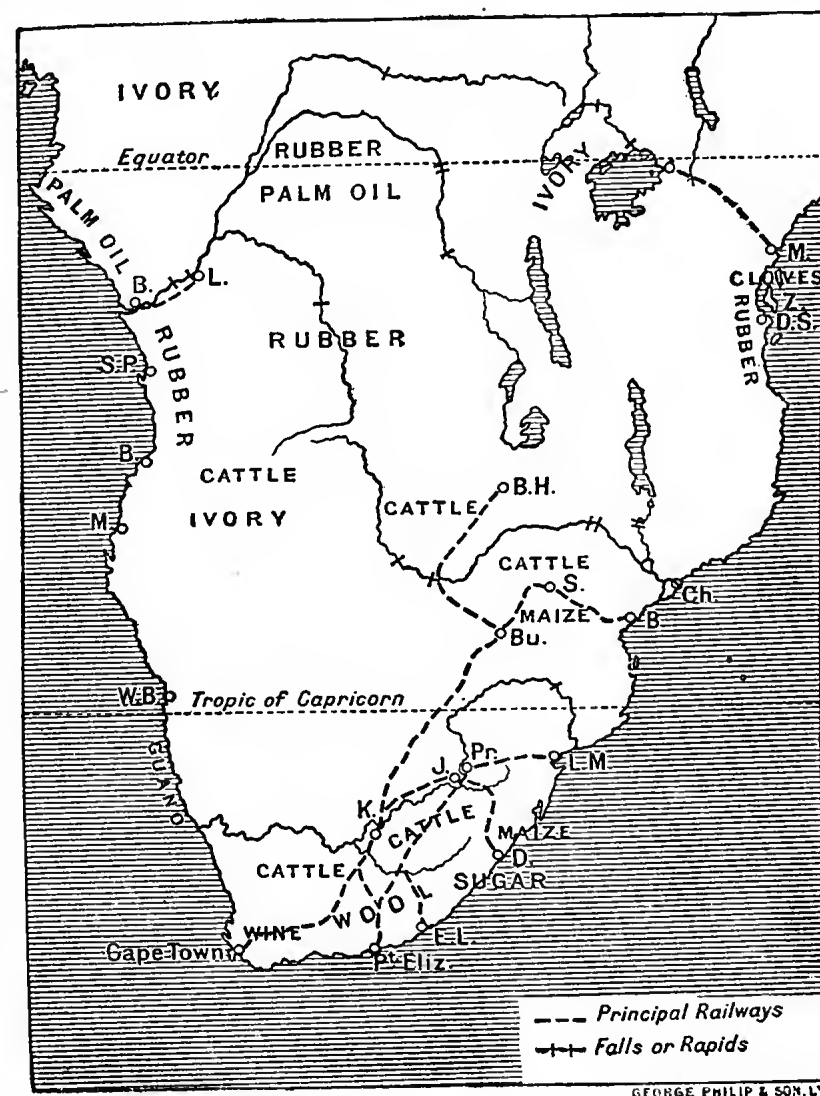 IVORY
Equator
RUBBER
PALM OIL
IVORY
PALM OIL
M.
CLOVES
Z.
D.S.
RUBBER
B.
L.
RUBBER
RUBBER
S.P.
B.
CATTLE
IVORY
M.
B.H.
CATTLE
CATTLE
S.
Ch.
MAIZE
B.
Bu.
W.B.
Tropic of Capricorn
GUANO
Pr.
J.
L.M.
K.
CATTLE
MAIZE
D.
CATTLE
SUGAR
WOOL
WINE
E.L.
Cape Town
Pt. Eliz.
Principal Railways
Falls or Rapids
GEORGE PHILIP & SON. LT